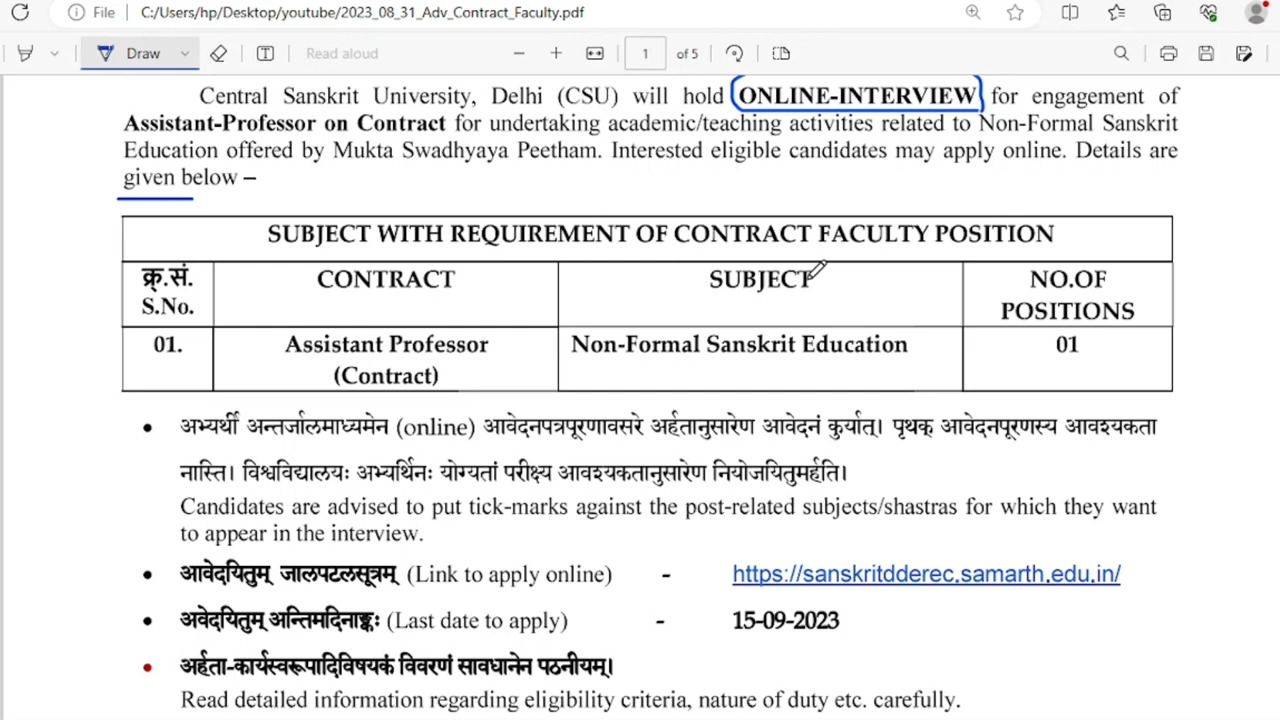 File C:/Users/hp/Desktop/youtube/2023_08_31_Adv_Contract_Faculty.pdf
Draw Read aloud 1 of 5
Central Sanskrit University, Delhi (CSU) will hold ONLINE-INTERVIEW for engagement of
Assistant-Professor on Contract for undertaking academic/teaching activities related to Non-Formal Sanskrit
Education offered by Mukta Swadhyaya Peetham. Interested eligible candidates may apply online. Details are
given below –
SUBJECT WITH REQUIREMENT OF CONTRACT FACULTY POSITION
क्र.सं. CONTRACT SUBJECT NO.OF
S.No. POSITIONS
01. Assistant Professor Non-Formal Sanskrit Education 01
(Contract)
• अभ्यर्थी अन्तर्जालमाध्यमेन (online) आवेदनपत्रपूरणावसरे अर्हतानुसारेण आवेदनं कुर्यात्। पृथक् आवेदनपूरणस्य आवश्यकता
नास्ति। विश्वविद्यालयः अभ्यर्थिनः योग्यतां परीक्ष्य आवश्यकतानुसारेण नियोजयितुमर्हति।
Candidates are advised to put tick-marks against the post-related subjects/shastras for which they want
to appear in the interview.
• आवेदयितुम् जालपटलसूत्रम् (Link to apply online) - https://sanskritdderec.samarth.edu.in/
• अवेदयितुम् अन्तिमदिनाङ्कः (Last date to apply) - 15-09-2023
• अर्हता-कार्यस्वरूपादिविषयकं विवरणं सावधानेन पठनीयम्।
Read detailed information regarding eligibility criteria, nature of duty etc. carefully.